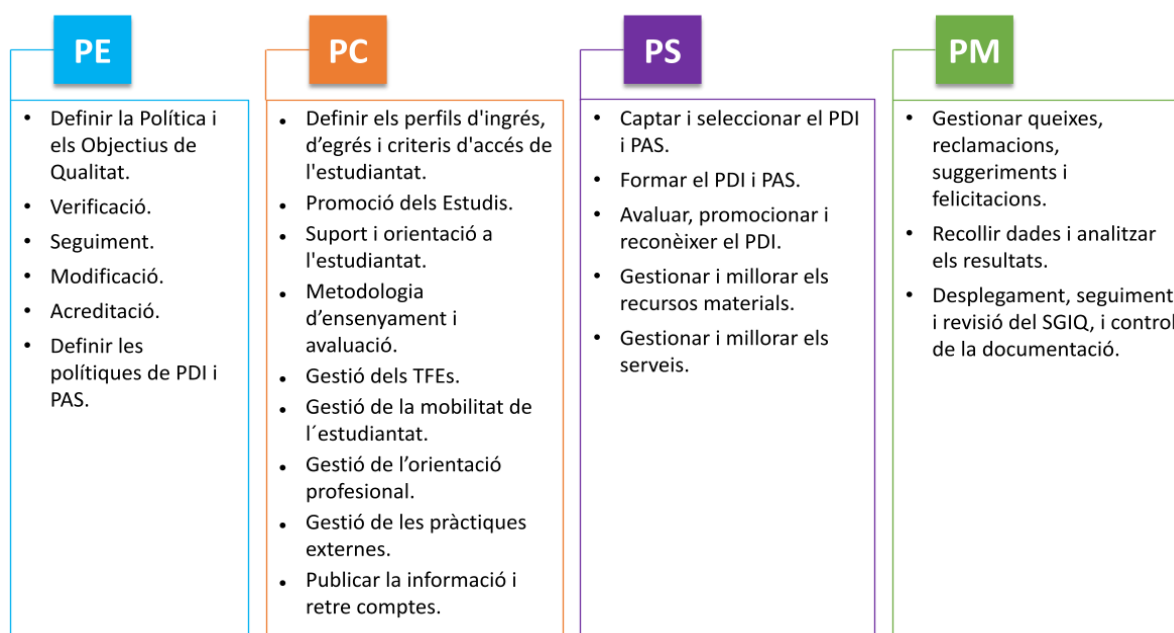 PE
• Definir la Política i
els Objectius de
Qualitat.
• Verificació.
• Seguiment.
• Modificació.
• Acreditació.
• Definir les
polítiques de PDI i
PAS.
PC
• Definir els perfils d'ingrés,
d’egrés i criteris d'accés de
l'estudiantat.
• Promoció dels Estudis.
• Suport i orientació a
l'estudiantat.
• Metodologia
d’ensenyament i
avaluació.
• Gestió dels TFEs.
• Gestió de la mobilitat de
l´estudiantat.
• Gestió de l’orientació
profesional.
• Gestió de les pràctiques
externes.
• Publicar la informació i
retre comptes.
PS
• Captar i seleccionar el PDI
i PAS.
• Formar el PDI i PAS.
• Avaluar, promocionar i
reconèixer el PDI.
• Gestionar i millorar els
recursos materials.
• Gestionar i millorar els
serveis.
PM
• Gestionar queixes,
reclamacions,
suggeriments i
felicitacions.
• Recollir dades i analitzar
els resultats.
• Desplegament, seguiment
i revisió del SGIQ, i control
de la documentació.